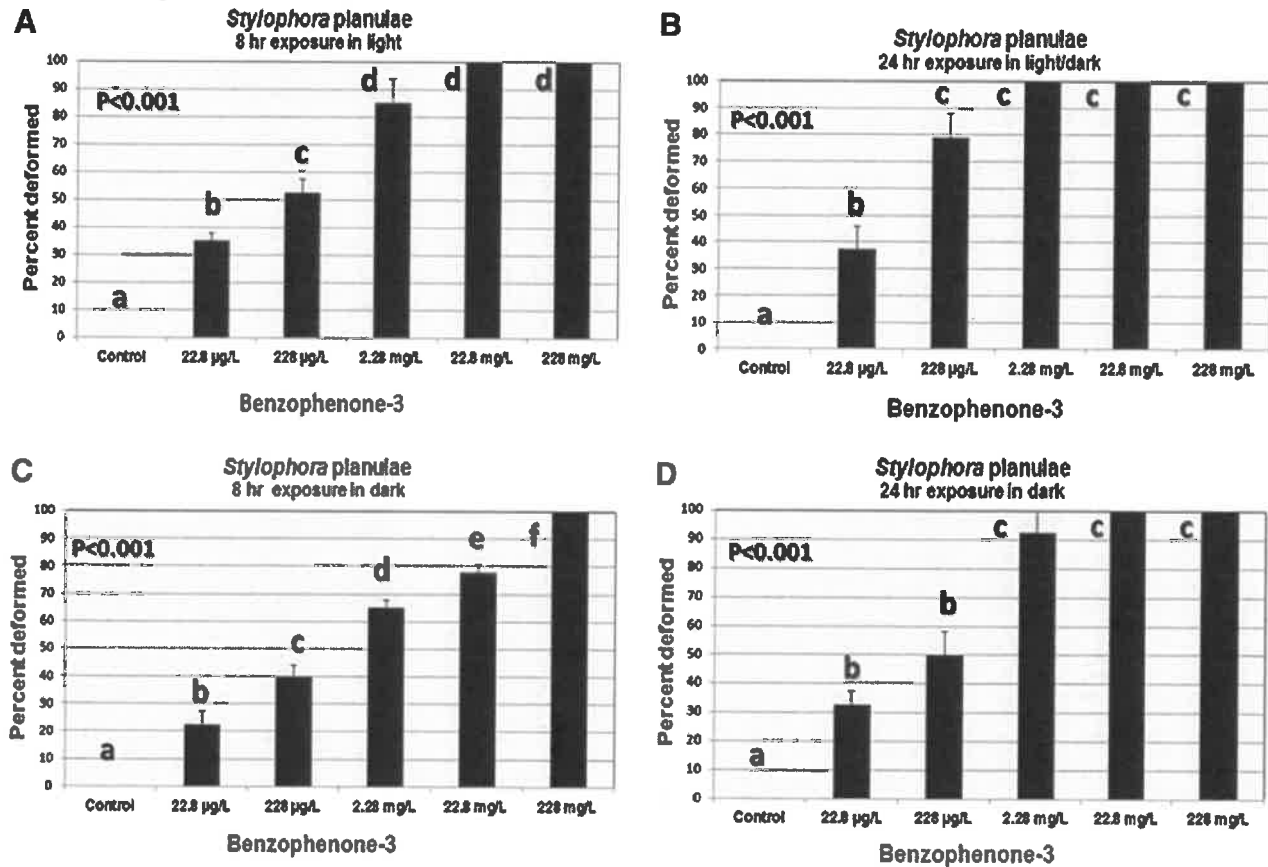 A
Stylophora planulae
8 hr exposure in light
Percent deformed
100
90
80
70
60
50
40
30
20
10
0
P<0.001
a
b
c
d
d
d
Control
22.8 µg/L
228 µg/L
2.28 mg/L
22.8 mg/L
228 mg/L
Benzophenone-3
B
Stylophora planulae
24 hr exposure in light/dark
Percent deformed
100
90
80
70
60
50
40
30
20
10
0
P<0.001
a
b
c
c
c
c
Control
22.8 µg/L
228 µg/L
2.28 mg/L
22.8 mg/L
228 mg/L
Benzophenone-3
C
Stylophora planulae
8 hr exposure in dark
Percent deformed
100
90
80
70
60
50
40
30
20
10
0
P<0.001
a
b
c
d
e
f
Control
22.8 µg/L
228 µg/L
2.28 mg/L
22.8 mg/L
228 mg/L
Benzophenone-3
D
Stylophora planulae
24 hr exposure in dark
Percent deformed
100
90
80
70
60
50
40
30
20
10
0
P<0.001
a
b
b
c
c
c
Control
22.8 µg/L
228 µg/L
2.28 mg/L
22.8 mg/L
228 mg/L
Benzophenone-3